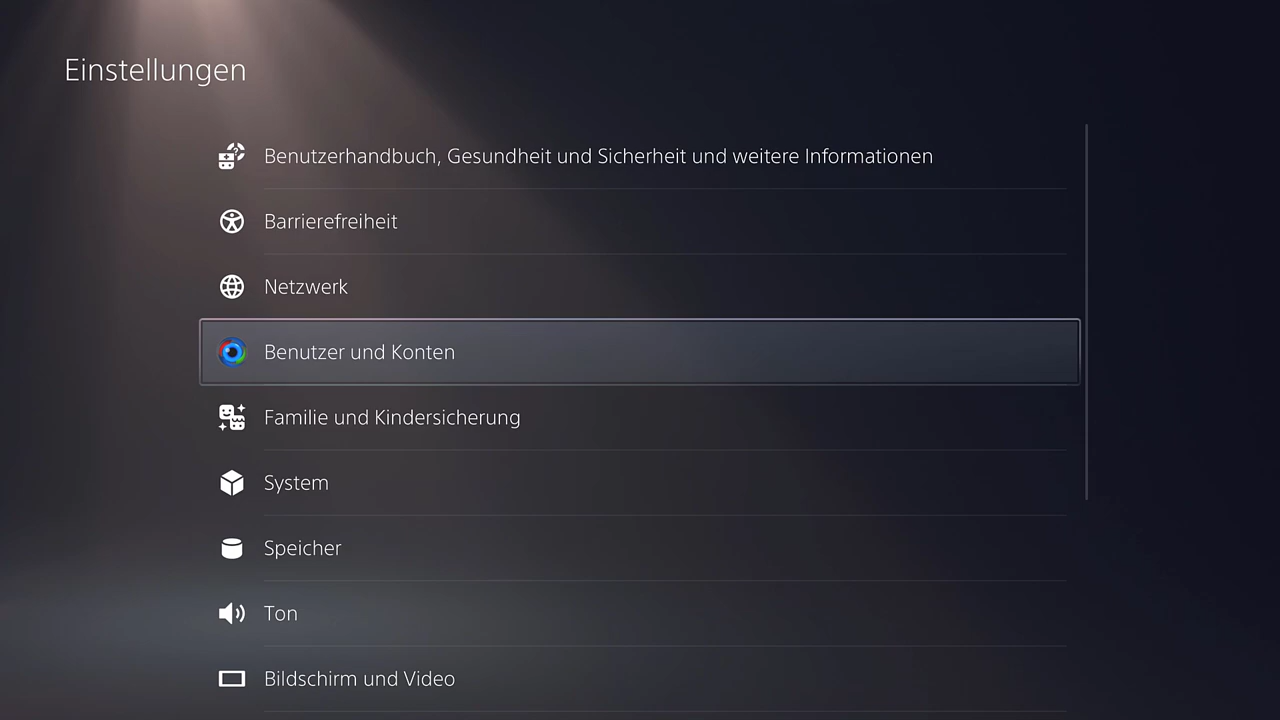 Einstellungen
Benutzerhandbuch, Gesundheit und Sicherheit und weitere Informationen
Barrierefreiheit
Netzwerk
Benutzer und Konten
Familie und Kindersicherung
System
Speicher
Ton
Bildschirm und Video